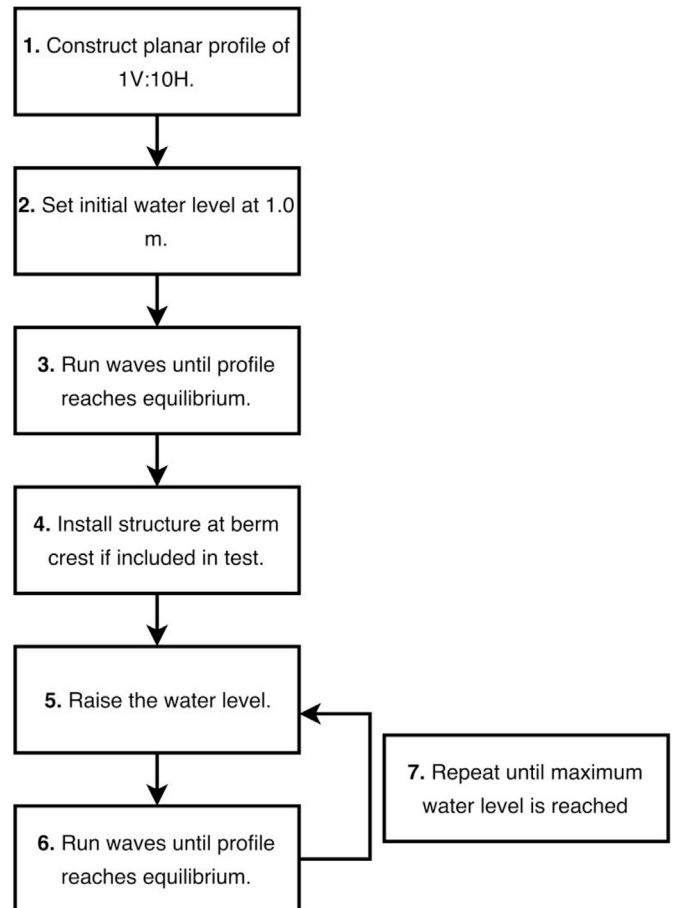 1. Construct planar profile of
1V:10H.
2. Set initial water level at 1.0
m.
3. Run waves until profile
reaches equilibrium.
4. Install structure at berm
crest if included in test.
5. Raise the water level.
7. Repeat until maximum
water level is reached
6. Run waves until profile
reaches equilibrium.